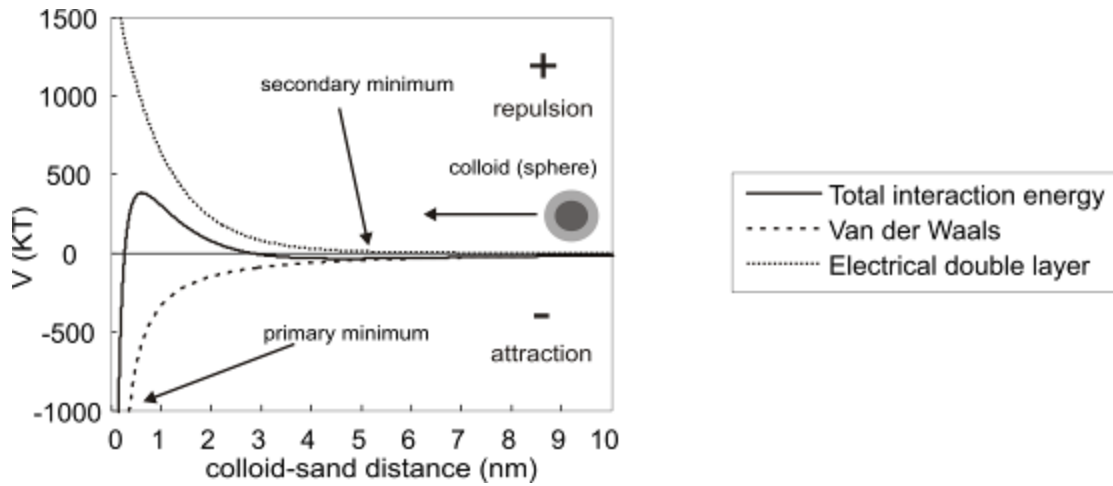 1500
1000
500
0
-500
-1000
V (KT)
secondary minimum
+
repulsion
colloid (sphere)
primary minimum
-
attraction
0 1 2 3 4 5 6 7 8 9 10
colloid-sand distance (nm)
Total interaction energy
Van der Waals
Electrical double layer